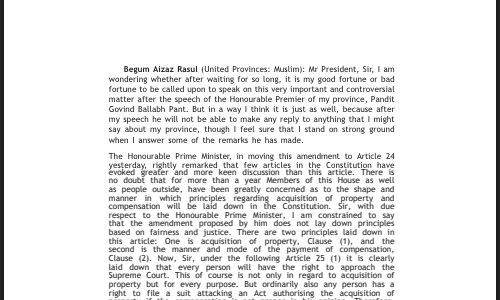 Begum Aizaz Rasul (United Provinces: Muslim): Mr President, Sir, I am
wondering whether after waiting for so long, it is my good fortune or bad
fortune to be called upon to speak on this very important and controversial
matter after the speech of the Honourable Premier of my province, Pandit
Govind Ballabh Pant. But in a way I think it is just as well, because after
my speech he will not be able to make any reply to anything that I might
say about my province, though I feel sure that I stand on strong ground
when I answer some of the remarks he has made.
The Honourable Prime Minister, in moving this amendment to Article 24
yesterday, rightly remarked that few articles in the Constitution have
evoked greater and more keen discussion than this article. There is
no doubt that for more than a year Members of this House as well
as people outside, have been greatly concerned as to the shape and
manner in which principles regarding acquisition of property and
compensation will be laid down in the Constitution. Sir, with due
respect to the Honourable Prime Minister, I am constrained to say
that the amendment proposed by him does not lay down principles
based on fairness and justice. There are two principles laid down in
this article: One is acquisition of property, Clause (1), and the
second is the manner and mode of the payment of compensation,
Clause (2). Now, Sir, under the following Article 25 (1) it is clearly
laid down that every person will have the right to approach the
Supreme Court. This of course is not only in regard to acquisition of
property but for every purpose. But ordinarily also any person has a
right to file a suit attacking an Act authorising the acquisition of